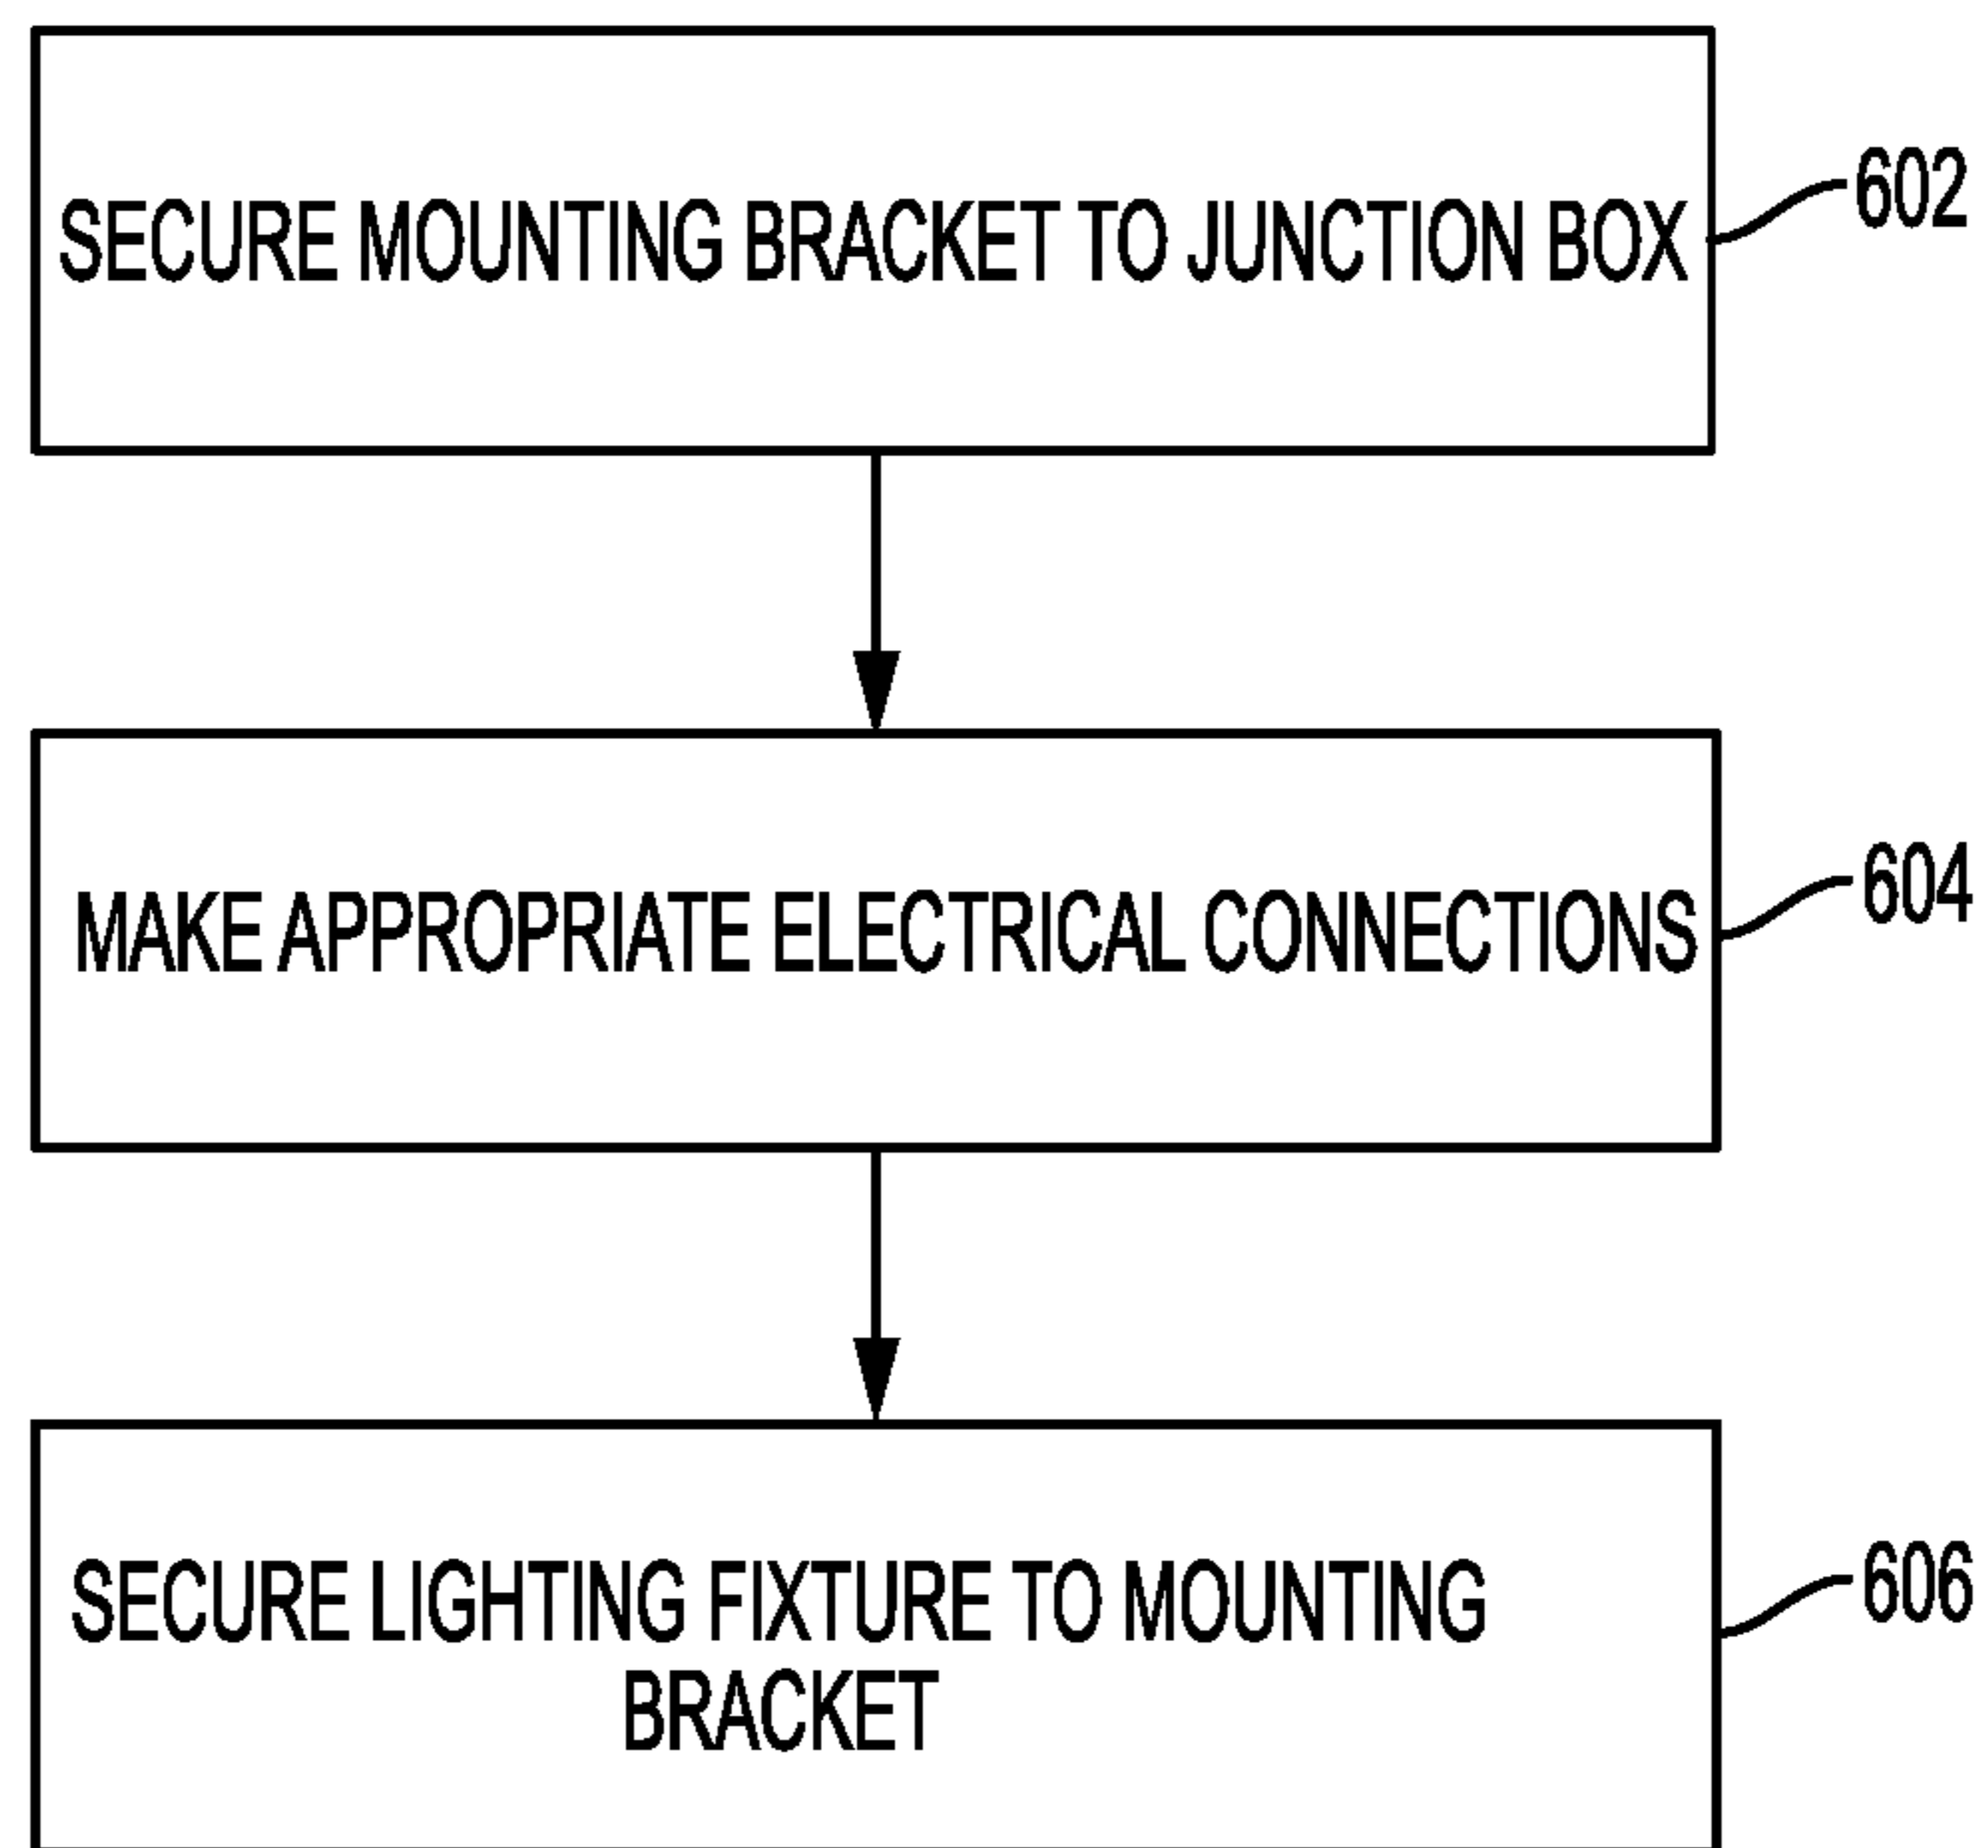 SECURE MOUNTING BRACKET TO JUNCTION BOX
602
MAKE APPROPRIATE ELECTRICAL CONNECTIONS
604
SECURE LIGHTING FIXTURE TO MOUNTING
BRACKET
606